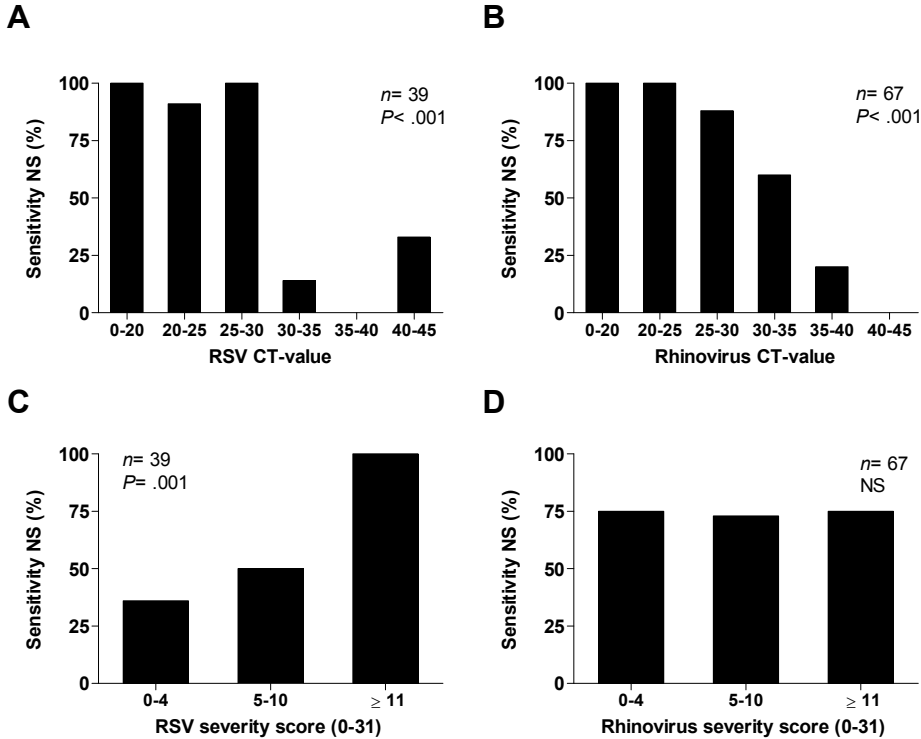 A
Sensitivity NS (%)
100
75
50
25
0
n= 39
P< .001
0-20 20-25 25-30 30-35 35-40 40-45
RSV CT-value
B
Sensitivity NS (%)
100
75
50
25
0
n= 67
P< .001
0-20 20-25 25-30 30-35 35-40 40-45
Rhinovirus CT-value
C
Sensitivity NS (%)
100
75
50
25
0
n= 39
P= .001
0-4 5-10 ≥ 11
RSV severity score (0-31)
D
Sensitivity NS (%)
100
75
50
25
0
n= 67
NS
0-4 5-10 ≥ 11
Rhinovirus severity score (0-31)